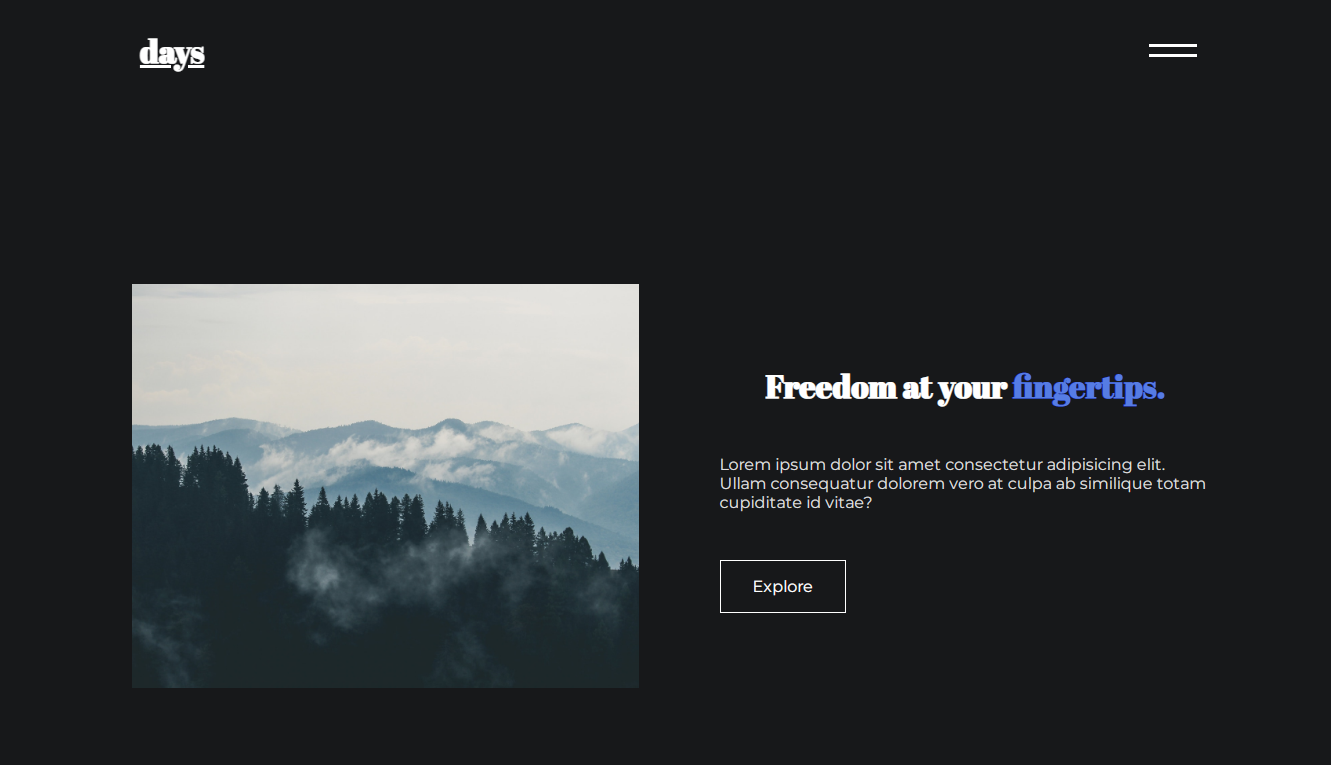 days
Freedom at your fingertips.
Lorem ipsum dolor sit amet consectetur adipisicing elit.
Ullam consequatur dolorem vero at culpa ab similique totam
cupiditate id vitae?
Explore